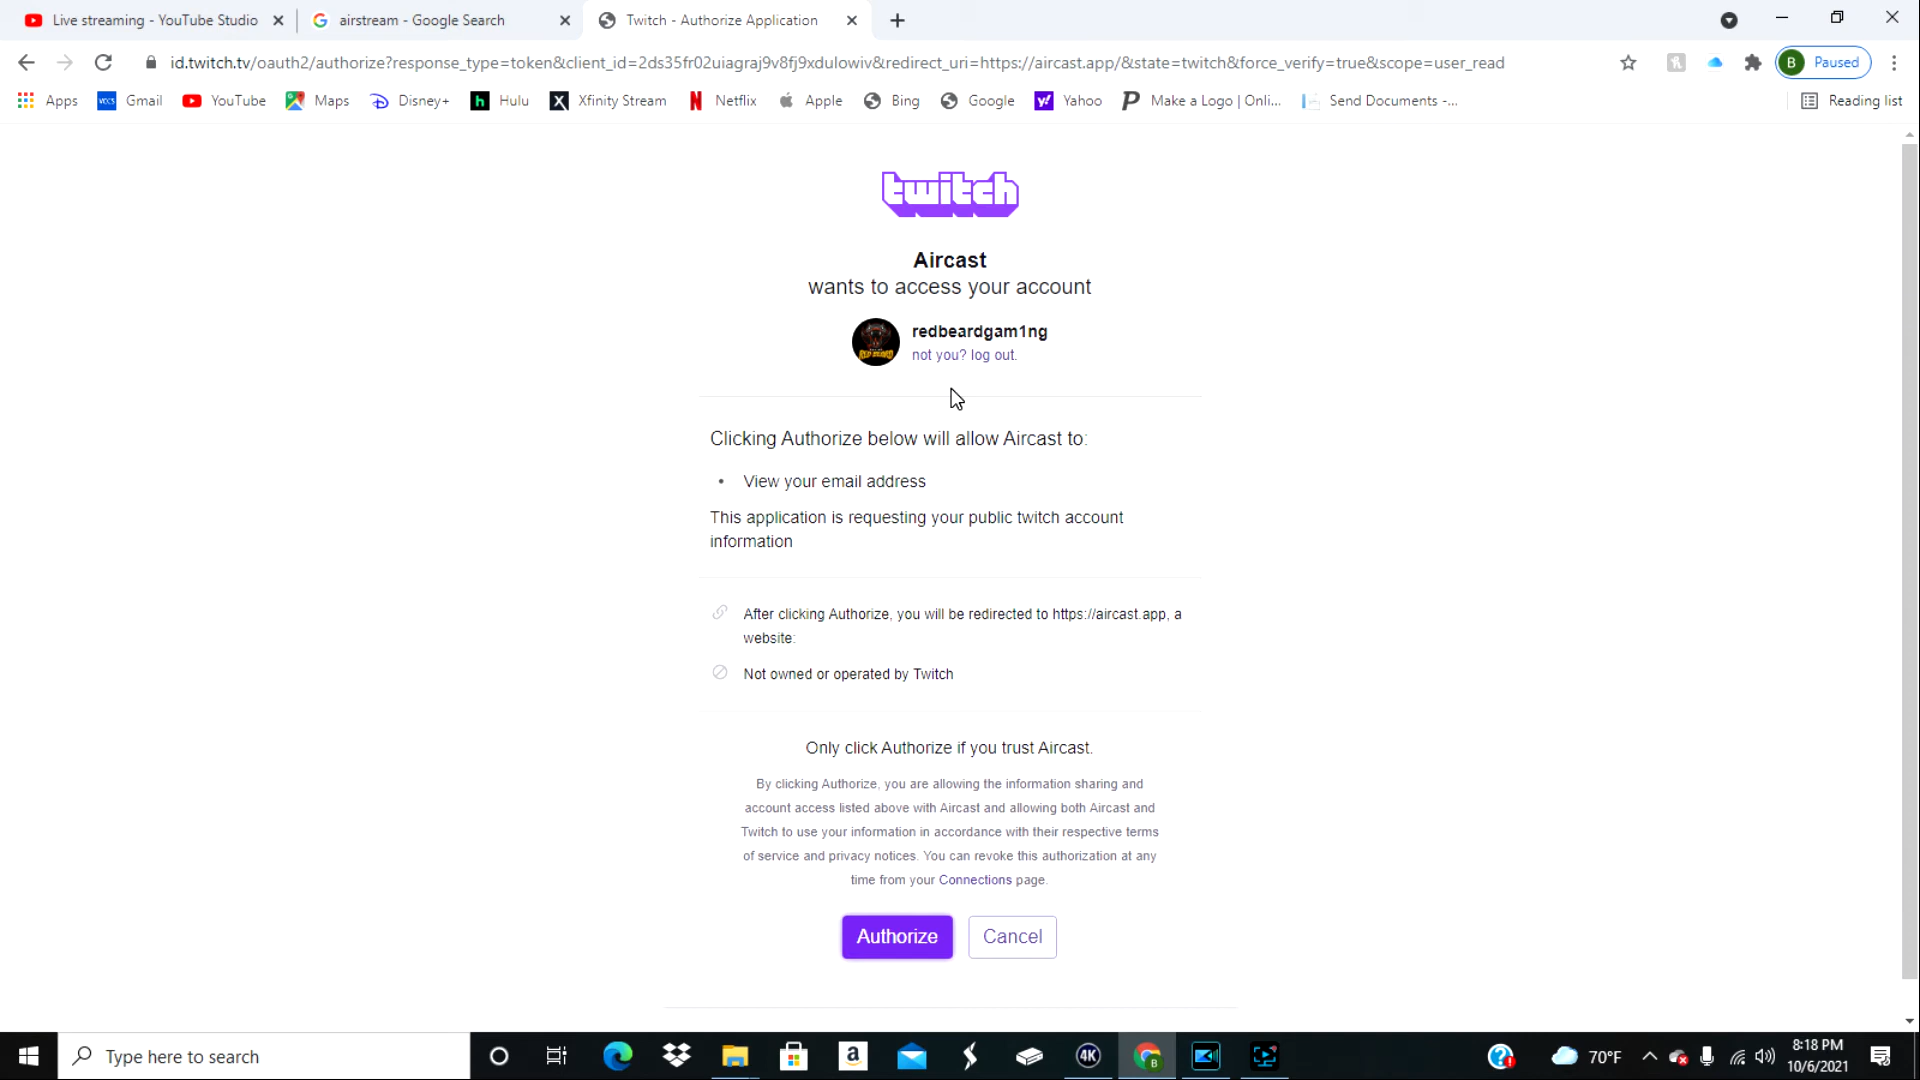 Live streaming - YouTube Studio
airstream - Google Search
Twitch - Authorize Application
id.twitch.tv/oauth2/authorize?response_type=token&client_id=2ds35fr02uiagraj9v8fj9xdulowiv&redirect_uri=https://aircast.app/&state=twitch&force_verify=true&scope=user_read
B Paused
Apps Gmail YouTube Maps Disney+ Hulu Xfinity Stream Netflix Apple Bing Google Yahoo Make a Logo | Onli... Send Documents -... Reading list
twitch
Aircast
wants to access your account
redbeardgam1ng
not you? log out.
Clicking Authorize below will allow Aircast to:
• View your email address
This application is requesting your public twitch account
information
After clicking Authorize, you will be redirected to https://aircast.app, a
website:
Not owned or operated by Twitch
Only click Authorize if you trust Aircast.
By clicking Authorize, you are allowing the information sharing and
account access listed above with Aircast and allowing both Aircast and
Twitch to use your information in accordance with their respective terms
of service and privacy notices. You can revoke this authorization at any
time from your Connections page.
Authorize Cancel
Type here to search
4K
70°F
8:18 PM
10/6/2021